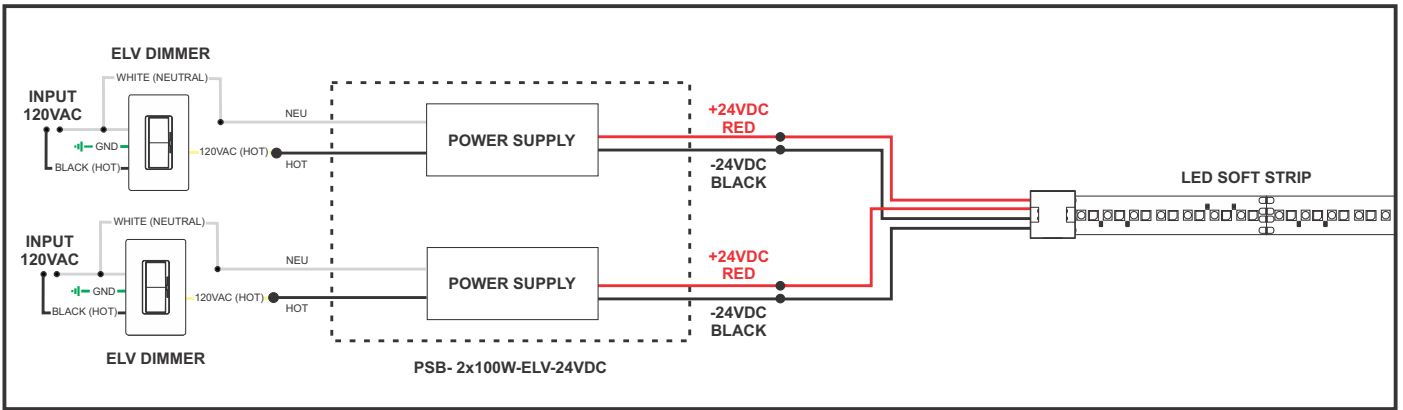 ELV DIMMER
WHITE (NEUTRAL)
INPUT
120VAC
GND
BLACK (HOT)
120VAC (HOT)
NEU
HOT
POWER SUPPLY
+24VDC
RED
-24VDC
BLACK
LED SOFT STRIP
WHITE (NEUTRAL)
INPUT
120VAC
GND
BLACK (HOT)
120VAC (HOT)
NEU
HOT
POWER SUPPLY
+24VDC
RED
-24VDC
BLACK
ELV DIMMER
PSB- 2x100W-ELV-24VDC